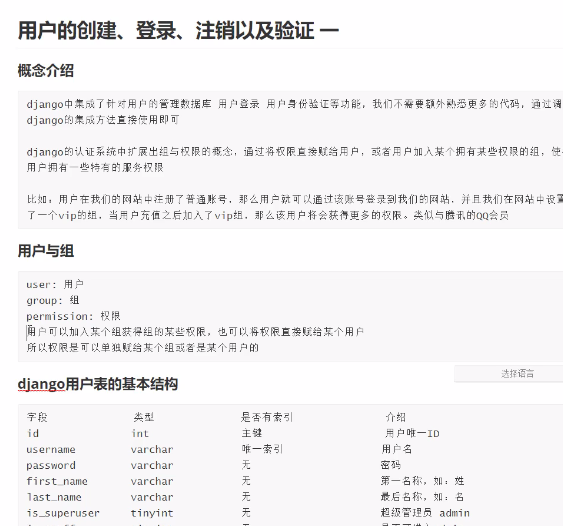 用户的创建、登录、注销以及验证 一
概念介绍
django中集成了针对用户的管理数据库 用户登录 用户身份验证等功能, 我们不需要额外熟悉更多的代码, 通过调
django的集成方法直接使用即可
django的认证系统中扩展出组与权限的概念, 通过将权限直接赋给用户, 或者用户加入某个拥有某些权限的组, 使
用户拥有一些特有的服务权限
比如: 用户在我们的网站中注册了普通账号, 那么用户就可以通过该账号登录到我们的网站, 并且我们在网站中设置
了一个vip的组, 当用户充值之后加入了vip组, 那么该用户将会获得更多的权限。类似与腾讯的QQ会员
用户与组
user: 用户
group: 组
permission: 权限
用户可以加入某个组获得组的某些权限, 也可以将权限直接赋给某个用户
所以权限是可以单独赋给某个组或者是某个用户的
选择语言
django用户表的基本结构
字段 类型 是否有索引 介绍
id int 主键 用户唯一ID
username varchar 唯一索引 用户名
password varchar 无 密码
first_name varchar 无 第一名称, 如: 姓
last_name varchar 无 最后名称, 如: 名
is_superuser tinyint 无 超级管理员 admin